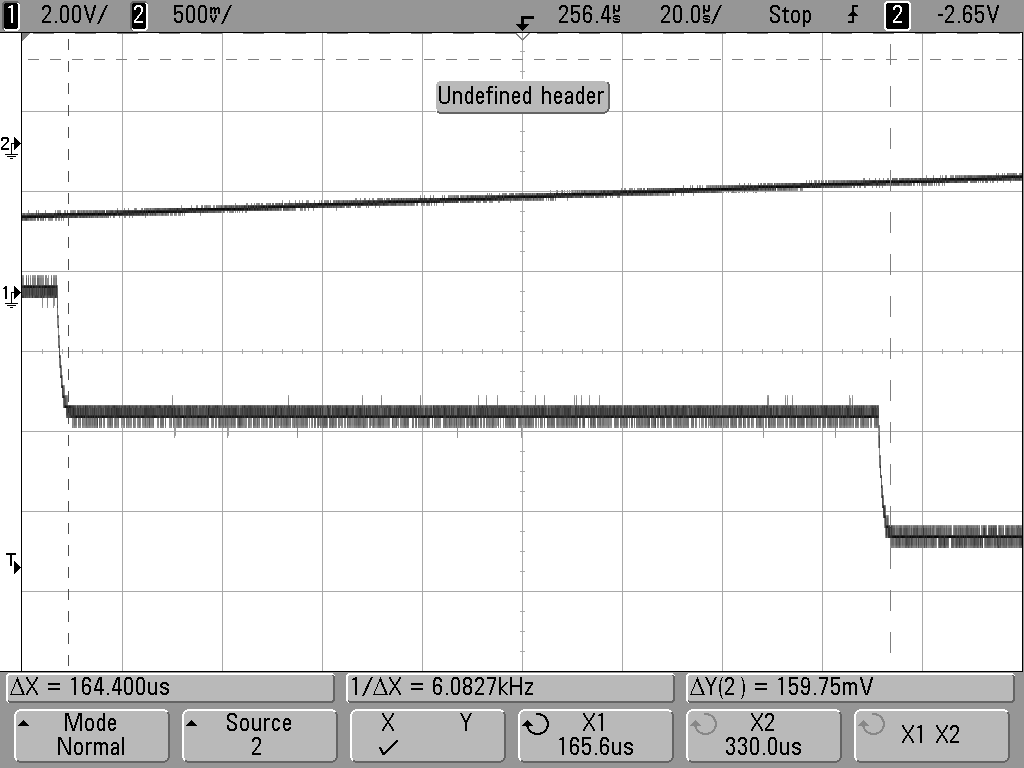 1 2.00V/ 2 500mV/ 256.4us 20.0us/ Stop 2 -2.65V
Undefined header
2
1
T
ΔX = 164.400us 1/ΔX = 6.0827kHz ΔY(2) = 159.75mV
Mode Source X Y X1 X2 X1 X2
Normal 2 ✓ 165.6us 330.0us